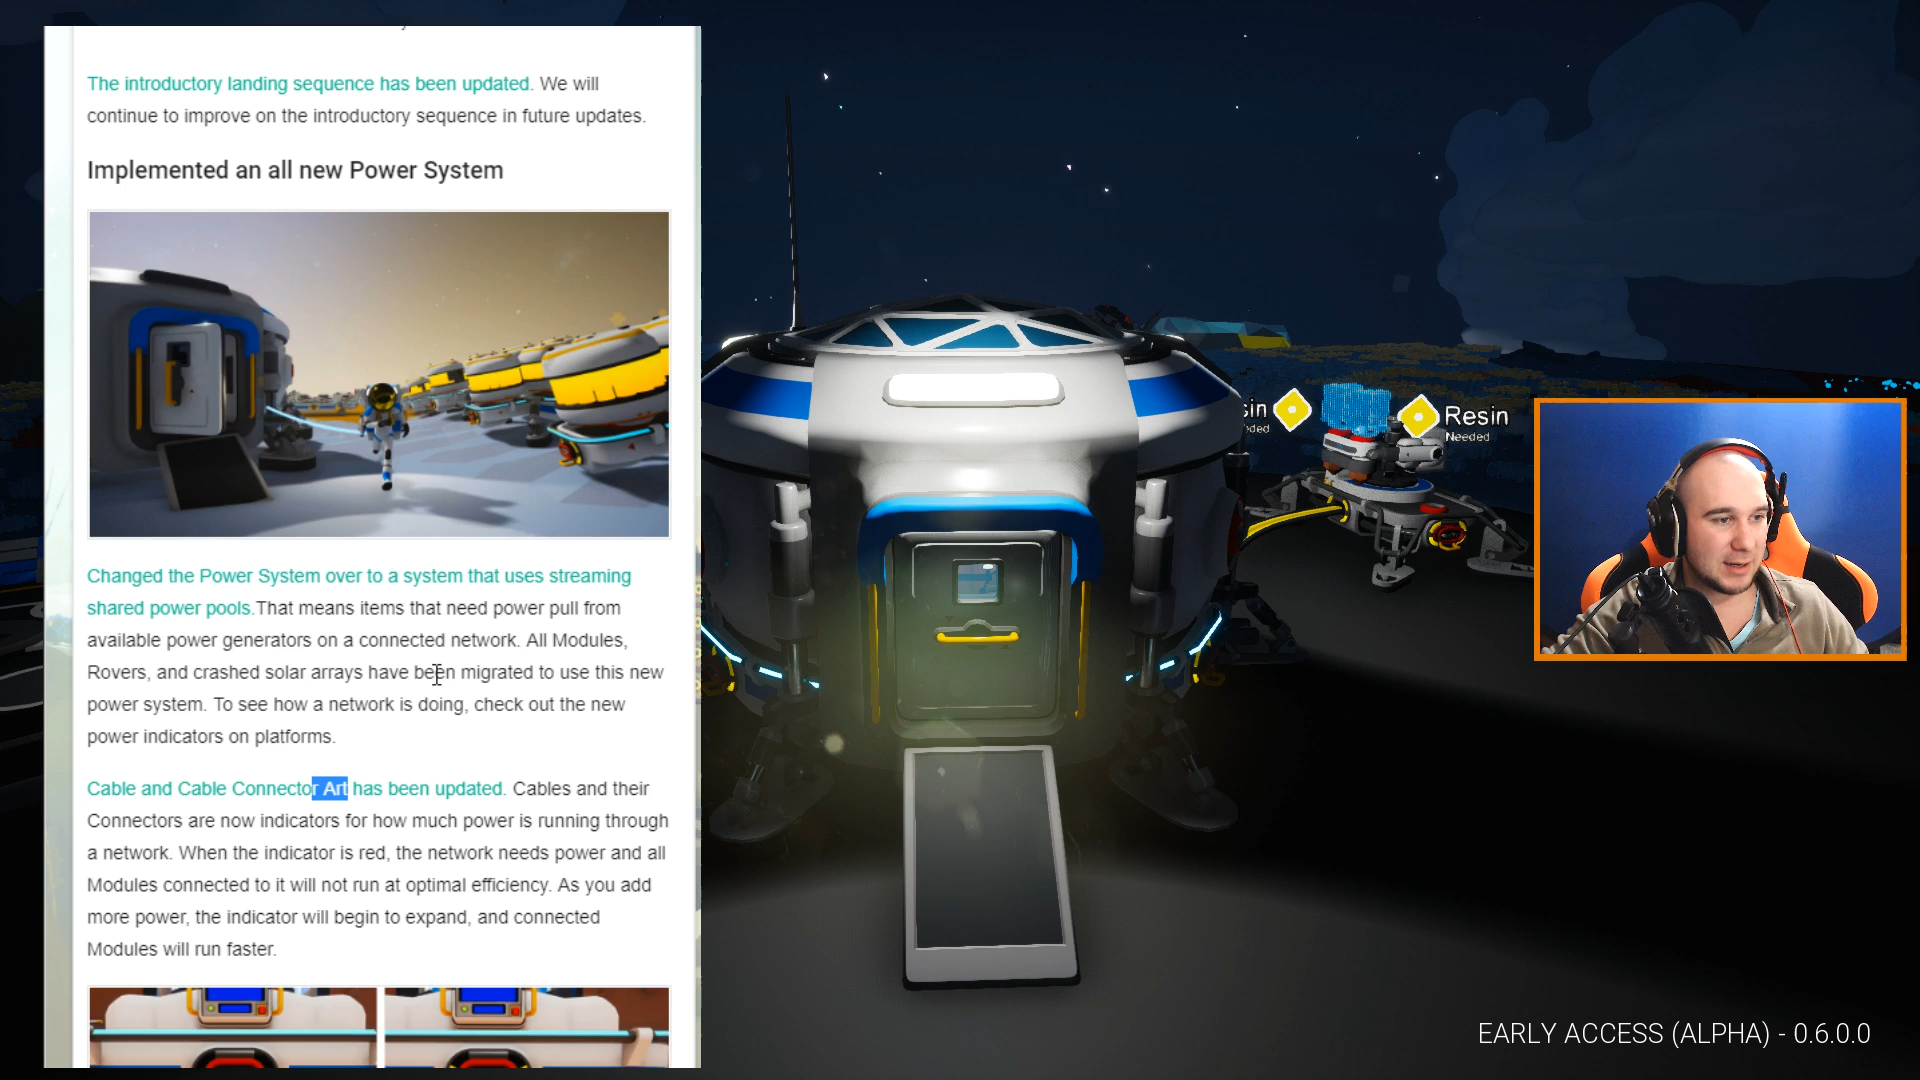 The introductory landing sequence has been updated. We will
continue to improve on the introductory sequence in future updates.
Implemented an all new Power System
Changed the Power System over to a system that uses streaming
shared power pools.That means items that need power pull from
available power generators on a connected network. All Modules,
Rovers, and crashed solar arrays have been migrated to use this new
power system. To see how a network is doing, check out the new
power indicators on platforms.
Cable and Cable Connector Art has been updated. Cables and their
Connectors are now indicators for how much power is running through
a network. When the indicator is red, the network needs power and all
Modules connected to it will not run at optimal efficiency. As you add
more power, the indicator will begin to expand, and connected
Modules will run faster.
Resin
Needed
EARLY ACCESS (ALPHA) - 0.6.0.0